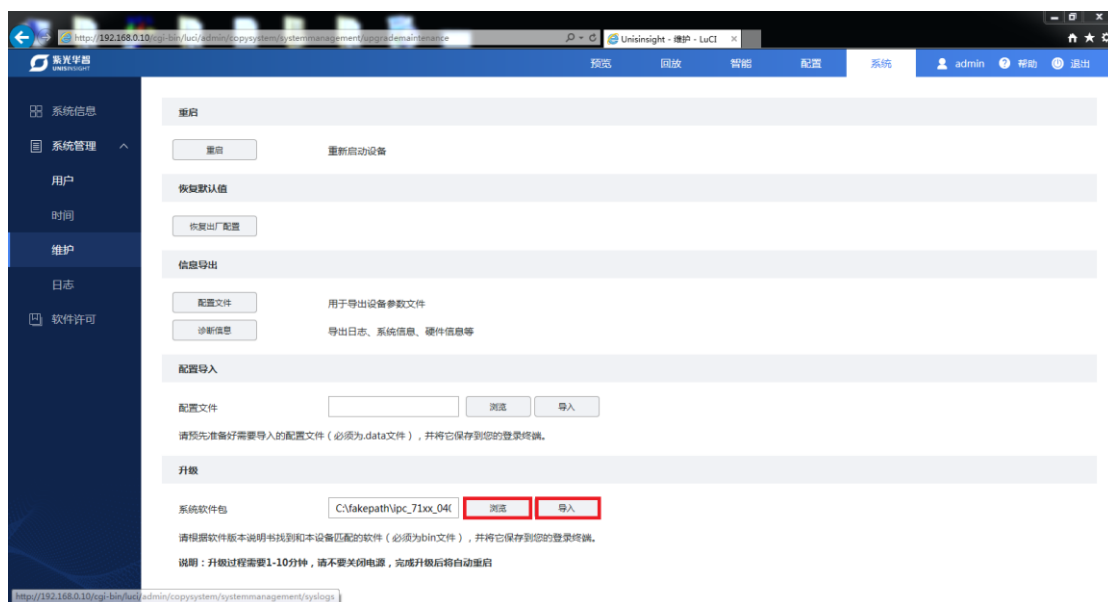 http://192.168.0.10/cgi-bin/luci/admin/copysystem/systemmanagement/upgrademaintenance
Unisinsight - 维护 - LuCI
紫光华智
UNISINSIGHT
预览 回放 智能 配置 系统 admin 帮助 退出
系统信息
系统管理
用户
时间
维护
日志
软件许可
重启
重启 重新启动设备
恢复默认值
恢复出厂配置
信息导出
配置文件 用于导出设备参数文件
诊断信息 导出日志、系统信息、硬件信息等
配置导入
配置文件 浏览 导入
请预先准备好需要导入的配置文件（必须为.data文件），并将它保存到您的登录终端。
升级
系统软件包 C:\fakepath\ipc_71xx_04( 浏览 导入
请根据软件版本说明书找到和本设备匹配的软件（必须为bin文件），并将它保存到您的登录终端。
说明：升级过程需要1-10分钟，请不要关闭电源，完成升级后将自动重启
http://192.168.0.10/cgi-bin/luci/admin/copysystem/systemmanagement/syslogs